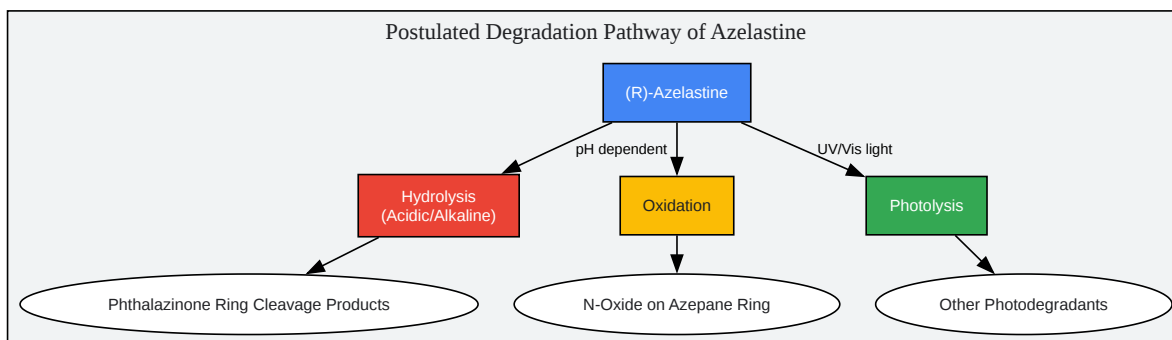 Postulated Degradation Pathway of Azelastine
(R)-Azelastine
pH dependent
UV/Vis light
Hydrolysis
(Acidic/Alkaline)
Oxidation
Photolysis
Phthalazinone Ring Cleavage Products
N-Oxide on Azepane Ring
Other Photodegradants